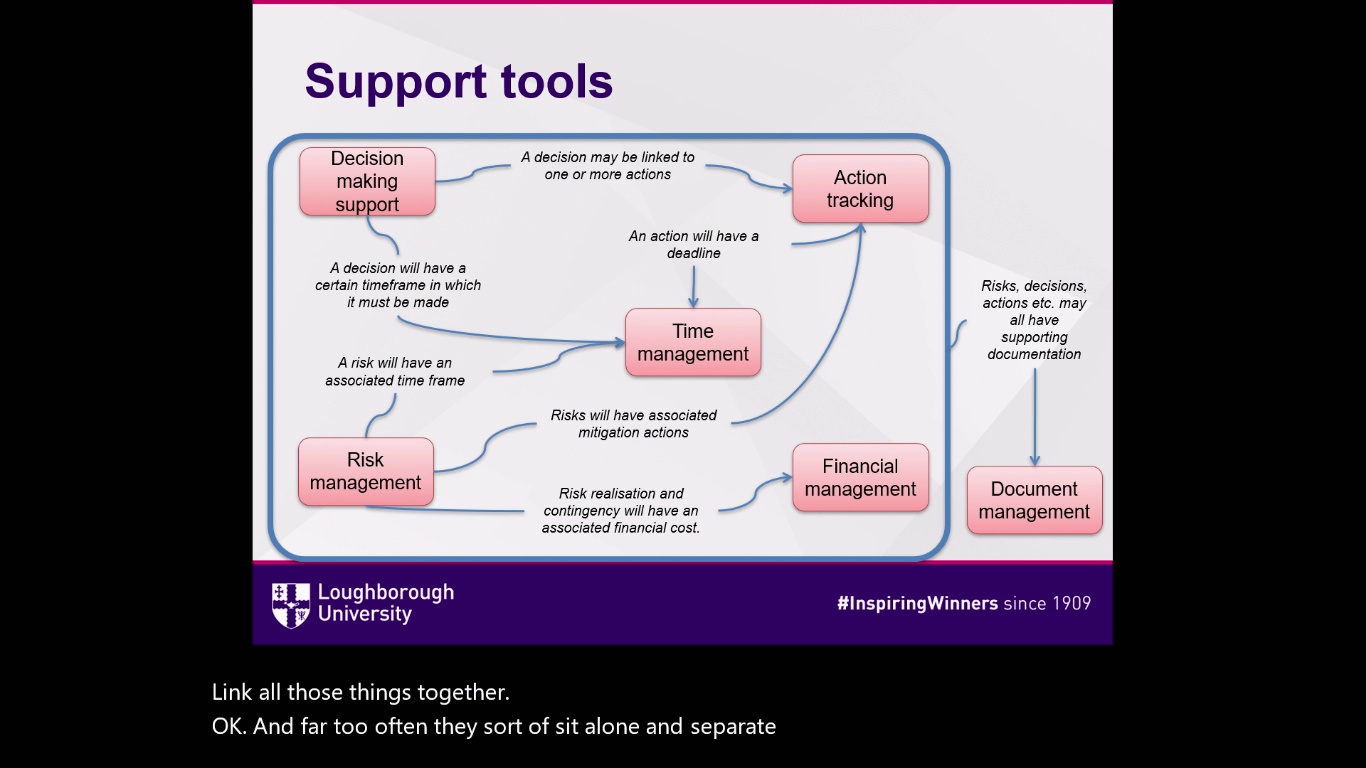 Support tools
Decision
making
support
A decision may be linked to
one or more actions
Action
tracking
An action will have a
deadline
A decision will have a
certain timeframe in which
it must be made
Risks, decisions,
actions etc. may
all have
supporting
documentation
Time
management
A risk will have an
associated time frame
Risks will have associated
mitigation actions
Risk
management
Financial
management
Risk realisation and
contingency will have an
associated financial cost.
Document
management
Loughborough
University
#InspiringWinners since 1909
Link all those things together.
OK. And far too often they sort of sit alone and separate